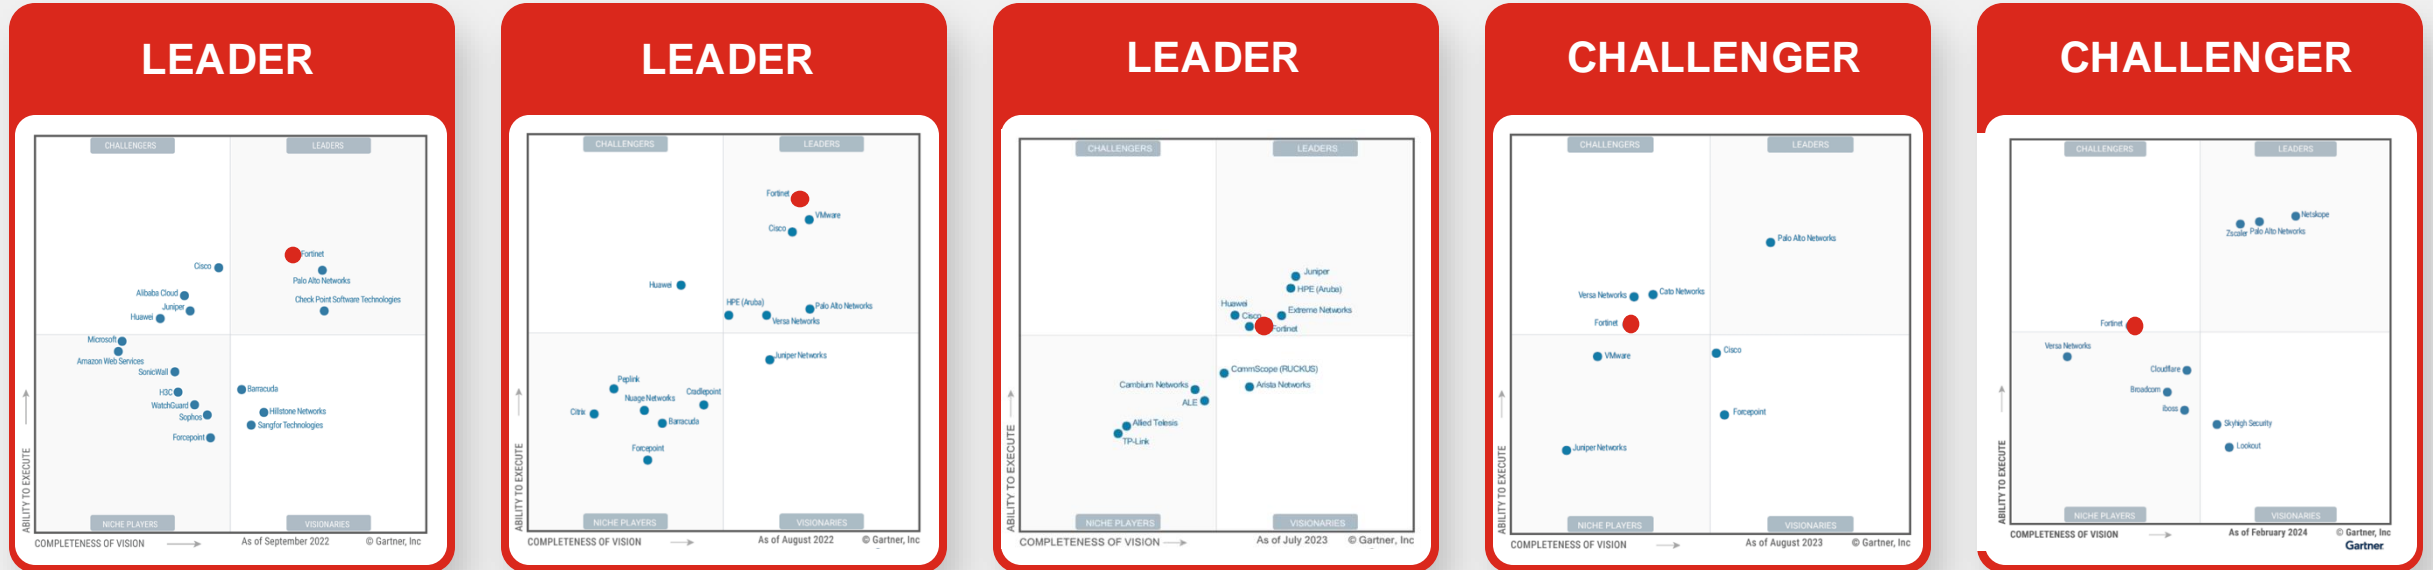 LEADER
CHALLENGERS
LEADERS
Fortinet
Cisco
Palo Alto Networks
Alibaba Cloud
Check Point Software Technologies
Juniper
Huawei
Microsoft
Amazon Web Services
SonicWall
H3C
Barracuda
WatchGuard
Hillstone Networks
Sophos
Sangfor Technologies
Forcepoint
ABILITY TO EXECUTE
NICHE PLAYERS
VISIONARIES
COMPLETENESS OF VISION
As of September 2022
© Gartner, Inc
LEADER
CHALLENGERS
LEADERS
Fortinet
VMware
Cisco
Huawei
HPE (Aruba)
Palo Alto Networks
Versa Networks
Juniper Networks
Peplink
Cradlepoint
Nuage Networks
Citrix
Barracuda
Forcepoint
ABILITY TO EXECUTE
NICHE PLAYERS
VISIONARIES
COMPLETENESS OF VISION
As of August 2022
© Gartner, Inc
LEADER
CHALLENGERS
LEADERS
Juniper
HPE (Aruba)
Huawei
Extreme Networks
Cisco
Fortinet
CommScope (RUCKUS)
Cambium Networks
Arista Networks
ALE
Allied Telesis
TP-Link
ABILITY TO EXECUTE
NICHE PLAYERS
VISIONARIES
COMPLETENESS OF VISION
As of July 2023
© Gartner, Inc
CHALLENGER
CHALLENGERS
LEADERS
Palo Alto Networks
Versa Networks
Cato Networks
Fortinet
VMware
Cisco
Forcepoint
Juniper Networks
ABILITY TO EXECUTE
NICHE PLAYERS
VISIONARIES
COMPLETENESS OF VISION
As of August 2023
© Gartner, Inc
CHALLENGER
CHALLENGERS
LEADERS
Netskope
Zscaler
Palo Alto Networks
Fortinet
Versa Networks
Cloudflare
Broadcom
iboss
Skyhigh Security
Lookout
ABILITY TO EXECUTE
NICHE PLAYERS
VISIONARIES
COMPLETENESS OF VISION
As of February 2024
© Gartner, Inc
Gartner